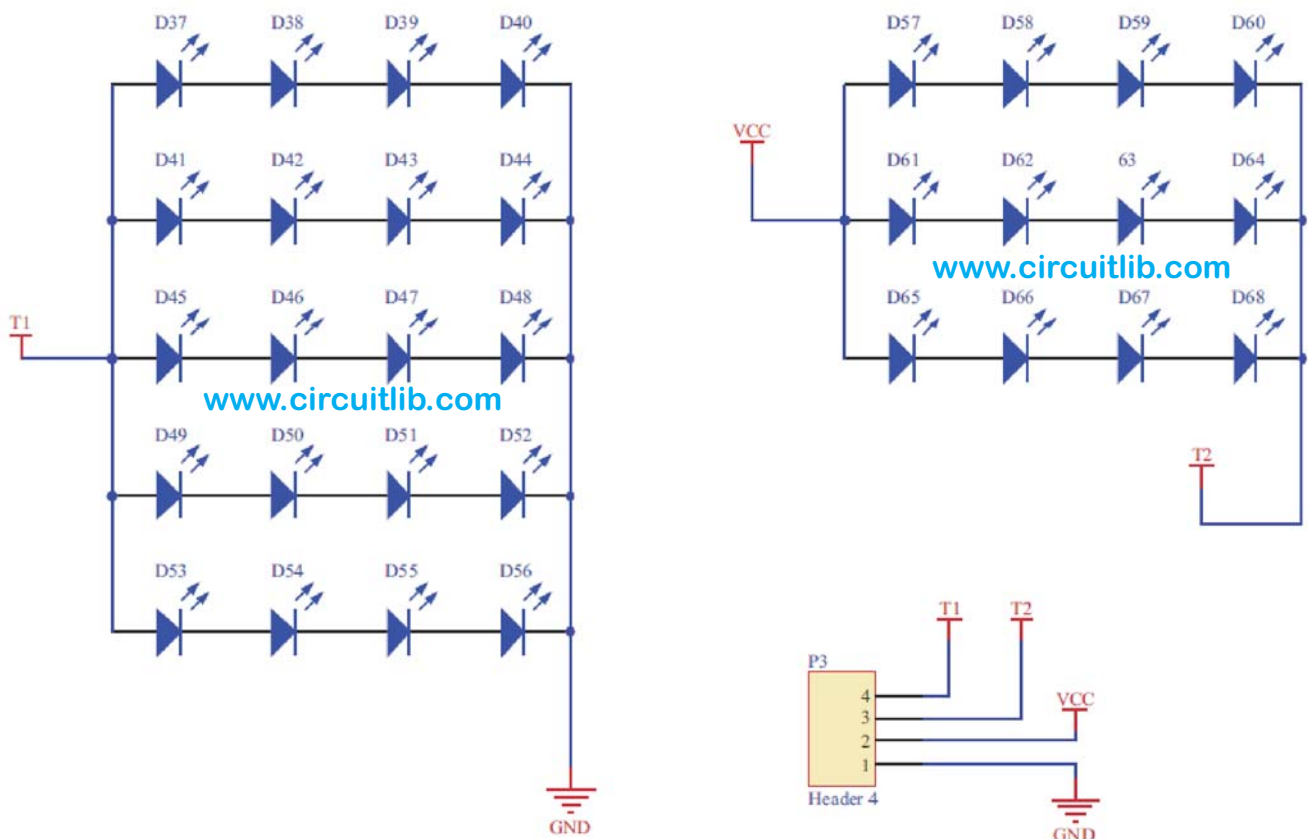 D37 D38 D39 D40
D41 D42 D43 D44
D45 D46 D47 D48
T1
www.circuitlib.com
D49 D50 D51 D52
D53 D54 D55 D56
GND
D57 D58 D59 D60
VCC
D61 D62 63 D64
www.circuitlib.com
D65 D66 D67 D68
T2
T1 T2
P3
4
3
VCC
2
1
Header 4
GND